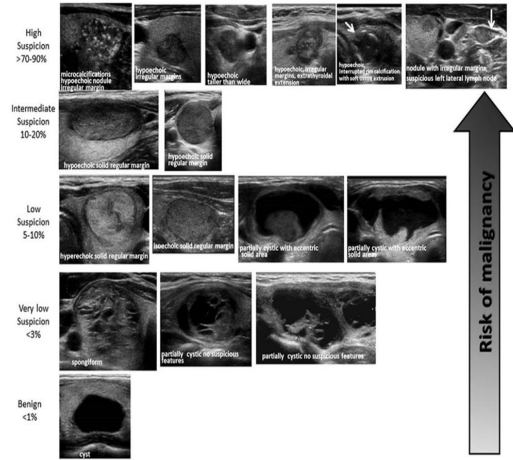 High
Suspicion
>70-90%
microcalcifications
hypoechoic nodule
irregular margin
hypoechoic
irregular margins
hypoechoic
taller than wide
hypoechoic, irregular
margins, extrathyroidal
extension
hypoechoic,
interrupted rim calcification
with soft tissue extrusion
nodule with irregular margins,
suspicious left lateral lymph node
Intermediate
Suspicion
10-20%
hypoechoic solid regular margin
hypoechoic solid
regular margin
Low
Suspicion
5-10%
hyperechoic solid regular margin
isoechoic solid regular margin
partially cystic with eccentric
solid area
partially cystic with eccentric
solid areas
Very low
Suspicion
<3%
spongiform
partially cystic no suspicious
features
partially cystic no suspicious features
Benign
<1%
cyst
Risk of malignancy